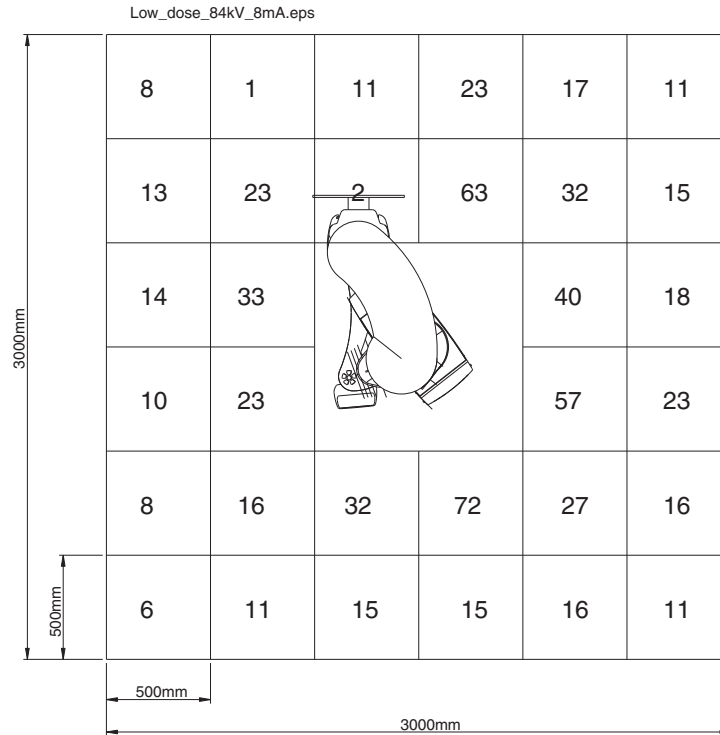 Low_dose_84kV_8mA.eps
8 1 11 23 17 11
13 23 2 63 32 15
14 33 40 18
3000mm
10 23 57 23
8 16 32 72 27 16
500mm
6 11 15 15 16 11
500mm
3000mm